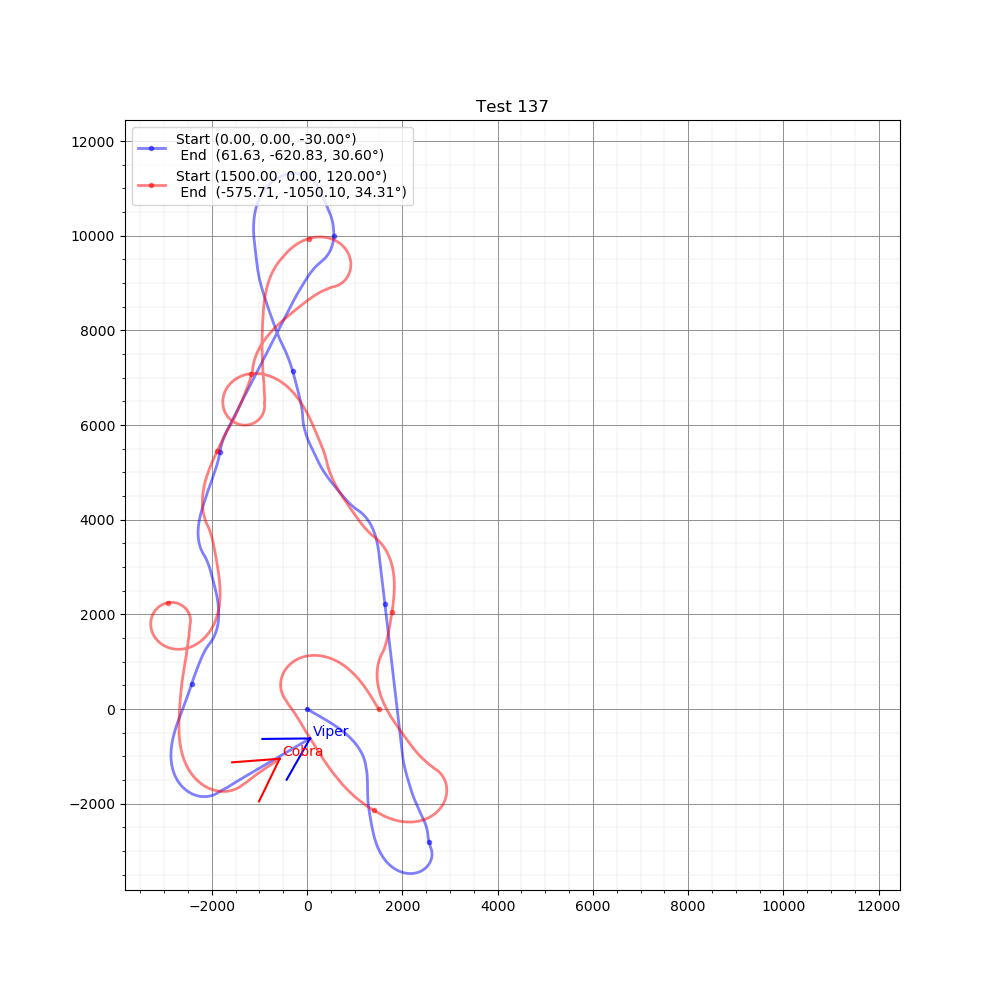 Test 137
Start (0.00, 0.00, -30.00°)
End (61.63, -620.83, 30.60°)
Start (1500.00, 0.00, 120.00°)
End (-575.71, -1050.10, 34.31°)
12000
10000
8000
6000
4000
2000
0
−2000
Viper
Cobra
−2000 0 2000 4000 6000 8000 10000 12000